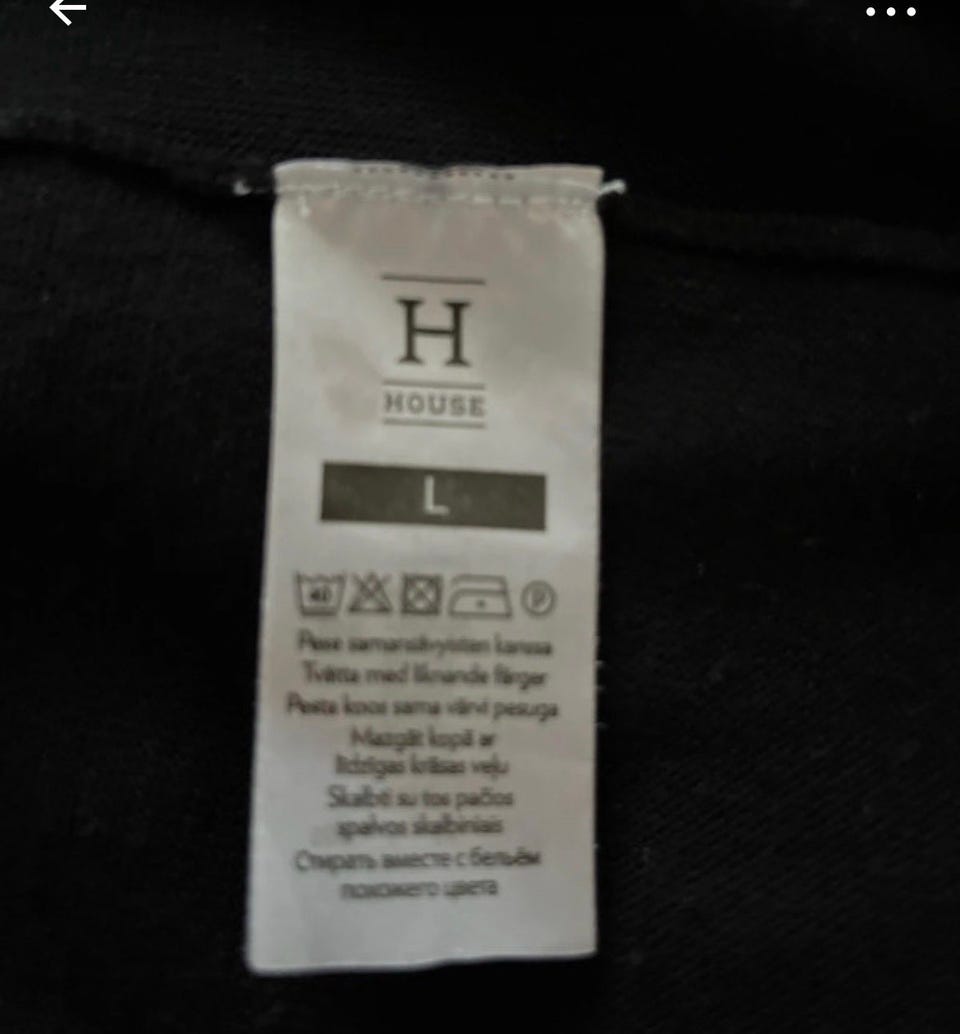 H
HOUSE
L
40
P
Pese samansävyisten kanssa
Tvätta med liknande färger
Pesta koos sama värvi pesuga
Mazgāt kopā ar
līdzīgas krāsas veļu
Skalbti su tos pačios
spalvos skalbiniais
Стирать вместе с бельём
похожего цвета